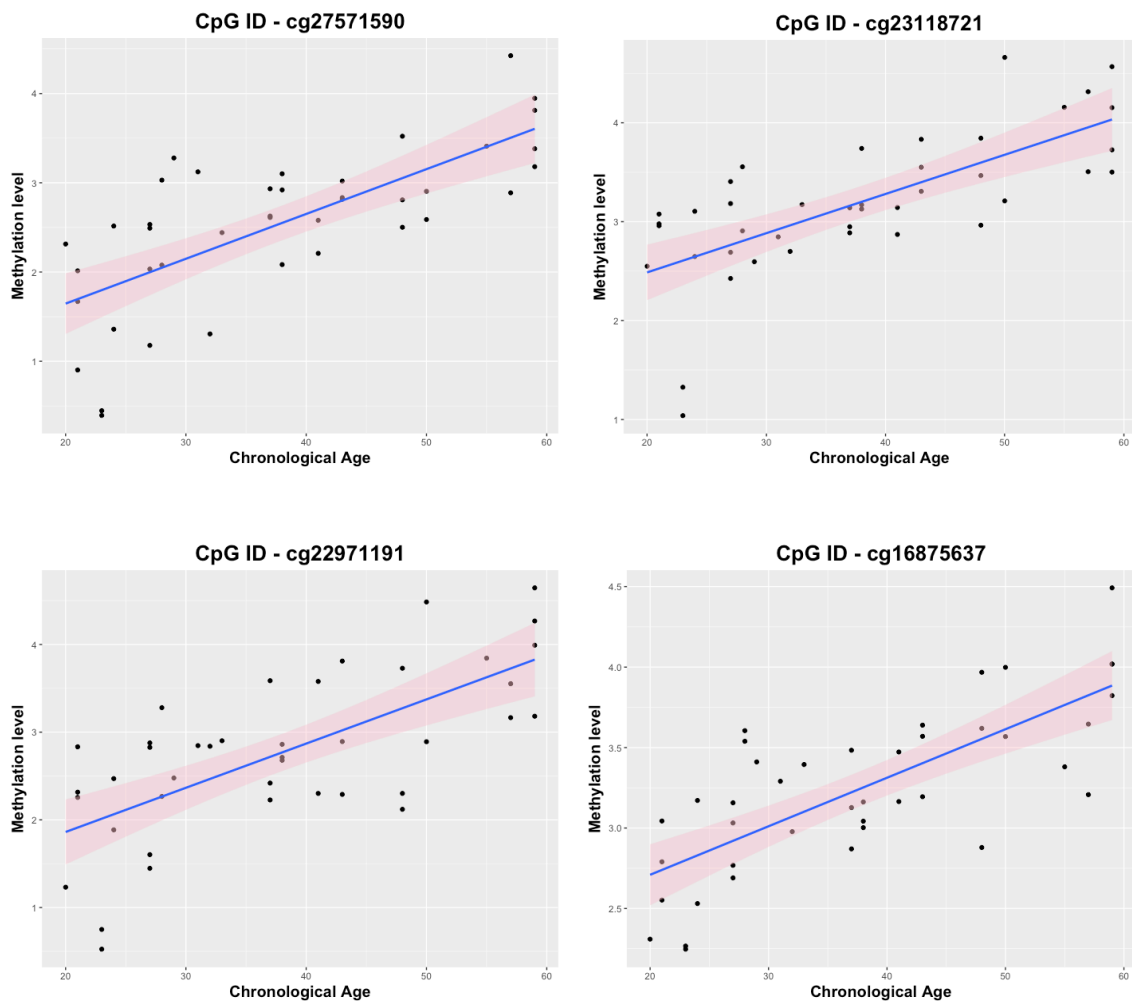 CpG ID - cg27571590
4
3
2
1
Methylation level
20 30 40 50 60
Chronological Age
CpG ID - cg23118721
4
3
2
1
Methylation level
20 30 40 50 60
Chronological Age
CpG ID - cg22971191
4
3
2
1
Methylation level
20 30 40 50 60
Chronological Age
CpG ID - cg16875637
4.5
4.0
3.5
3.0
2.5
Methylation level
20 30 40 50 60
Chronological Age